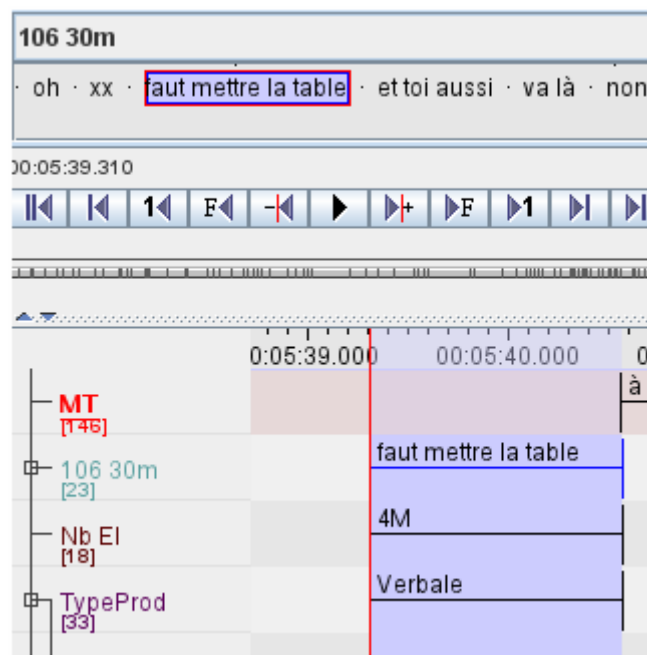 106 30m
· oh · xx · faut mettre la table · et toi aussi · va là · non
00:05:39.310
1 F - + F 1
0:05:39.000 00:05:40.000 0
MT
[146]
à
106 30m
[23]
faut mettre la table
Nb El
[18]
4M
TypeProd
[33]
Verbale